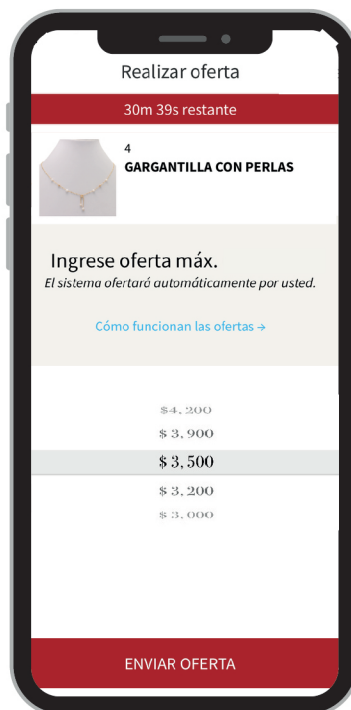 Realizar oferta
30m 39s restante
4
GARGANTILLA CON PERLAS
Ingrese oferta máx.
El sistema ofertará automáticamente por usted.
Cómo funcionan las ofertas →
$4, 200
$ 3, 900
$ 3, 500
$ 3, 200
$ 3, 000
ENVIAR OFERTA